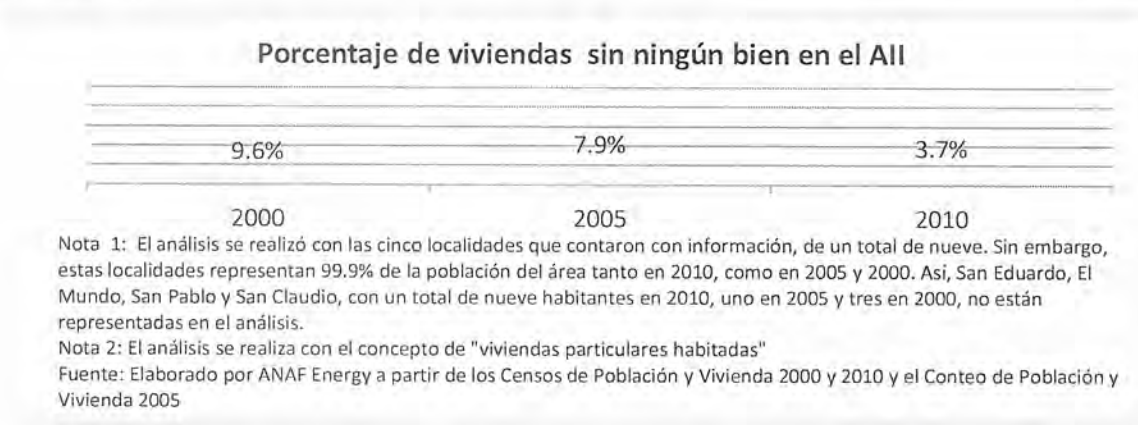 Porcentaje de viviendas sin ningún bien en el AII
9.6% 7.9% 3.7%
2000 2005 2010
Nota 1: El análisis se realizó con las cinco localidades que contaron con información, de un total de nueve. Sin embargo,
estas localidades representan 99.9% de la población del área tanto en 2010, como en 2005 y 2000. Así, San Eduardo, El
Mundo, San Pablo y San Claudio, con un total de nueve habitantes en 2010, uno en 2005 y tres en 2000, no están
representadas en el análisis.
Nota 2: El análisis se realiza con el concepto de "viviendas particulares habitadas"
Fuente: Elaborado por ANAF Energy a partir de los Censos de Población y Vivienda 2000 y 2010 y el Conteo de Población y
Vivienda 2005